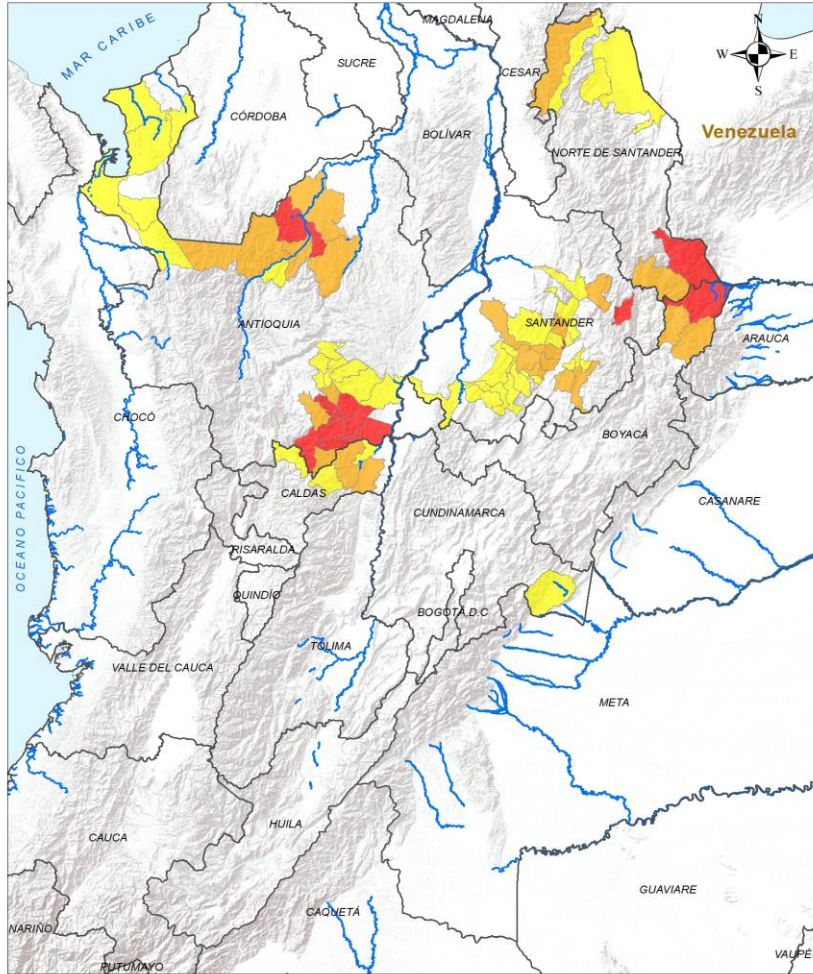 MAGDALENA
N
W E
S
MAR CARIBE
SUCRE
CESAR
CÓRDOBA
BOLÍVAR
Venezuela
NORTE DE SANTANDER
ANTIOQUIA
SANTANDER
ARAUCA
CHOCÓ
BOYACÁ
CALDAS
CASANARE
CUNDINAMARCA
OCEANO PACIFICO
RISARALDA
QUINDÍO
BOGOTÁ, D.C
TOLIMA
VALLE DEL CAUCA
META
HUILA
CAUCA
GUAVIARE
CAQUETÁ
NARIÑO
PUTUMAYO
VAUPÉ